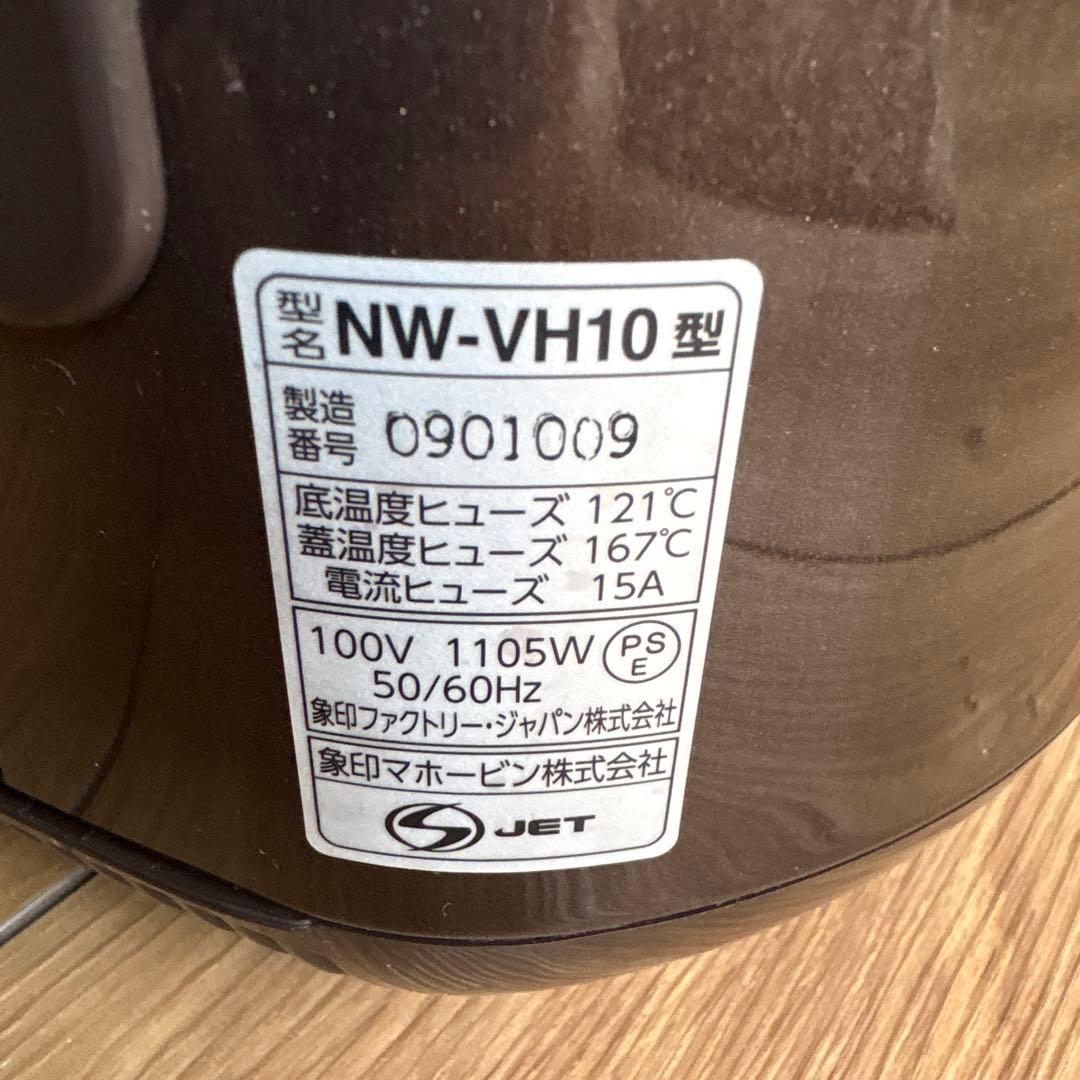 型名 NW-VH10 型
製造番号 0901009
底温度ヒューズ 121℃
蓋温度ヒューズ 167℃
電流ヒューズ 15A
100V 1105W PSE
50/60Hz
象印ファクトリー・ジャパン株式会社
象印マホービン株式会社
JET